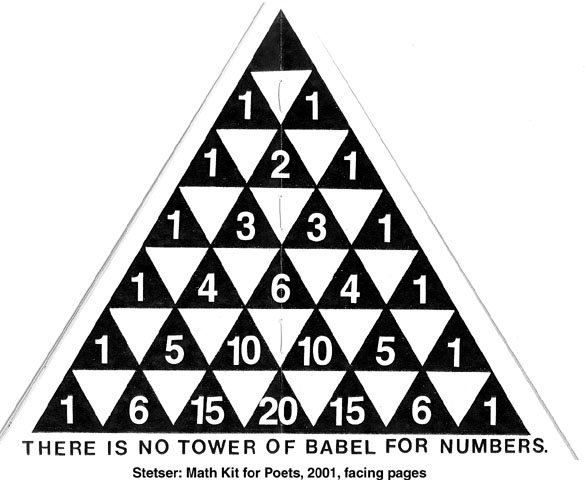 1 1
1 2 1
1 3 3 1
1 4 6 4 1
1 5 10 10 5 1
1 6 15 20 15 6 1
THERE IS NO TOWER OF BABEL FOR NUMBERS.
Stetser: Math Kit for Poets, 2001, facing pages